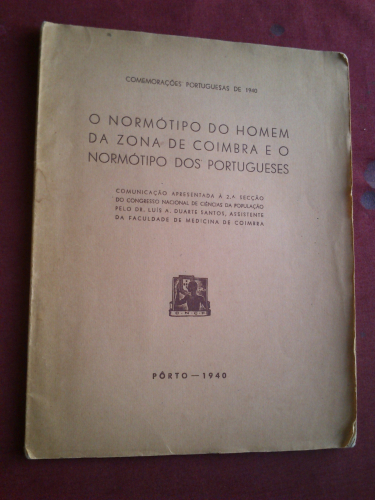 COMEMORAÇÕES PORTUGUESAS DE 1940
O NORMÓTIPO DO HOMEM
DA ZONA DE COIMBRA E O
NORMÓTIPO DOS PORTUGUESES
COMUNICAÇÃO APRESENTADA À 2.ª SECÇÃO
DO CONGRESSO NACIONAL DE CIÊNCIAS DA POPULAÇÃO
PELO DR. LUÍS A. DUARTE SANTOS, ASSISTENTE
DA FACULDADE DE MEDICINA DE COIMBRA
PÔRTO — 1940